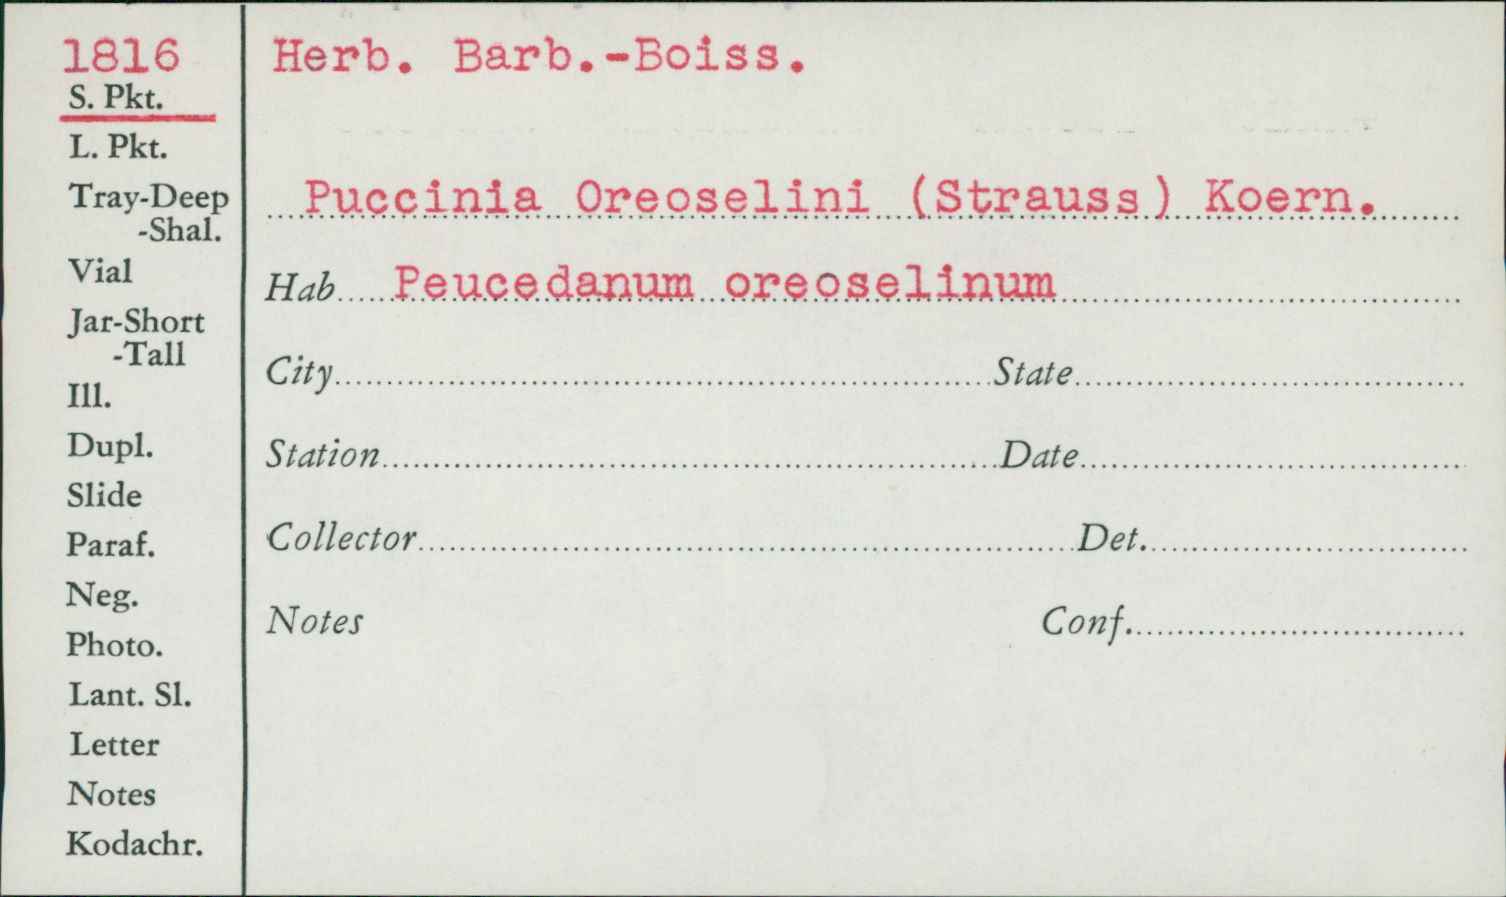 1816
S. Pkt.
L. Pkt.
Tray-Deep
-Shal.
Vial
Jar-Short
-Tall
Ill.
Dupl.
Slide
Paraf.
Neg.
Photo.
Lant. Sl.
Letter
Notes
Kodachr.
Herb. Barb.-Boiss.
Puccinia Oreoselini (Strauss) Koern.
Hab Peucedanum oreoselinum
City State
Station Date
Collector Det.
Notes Conf.